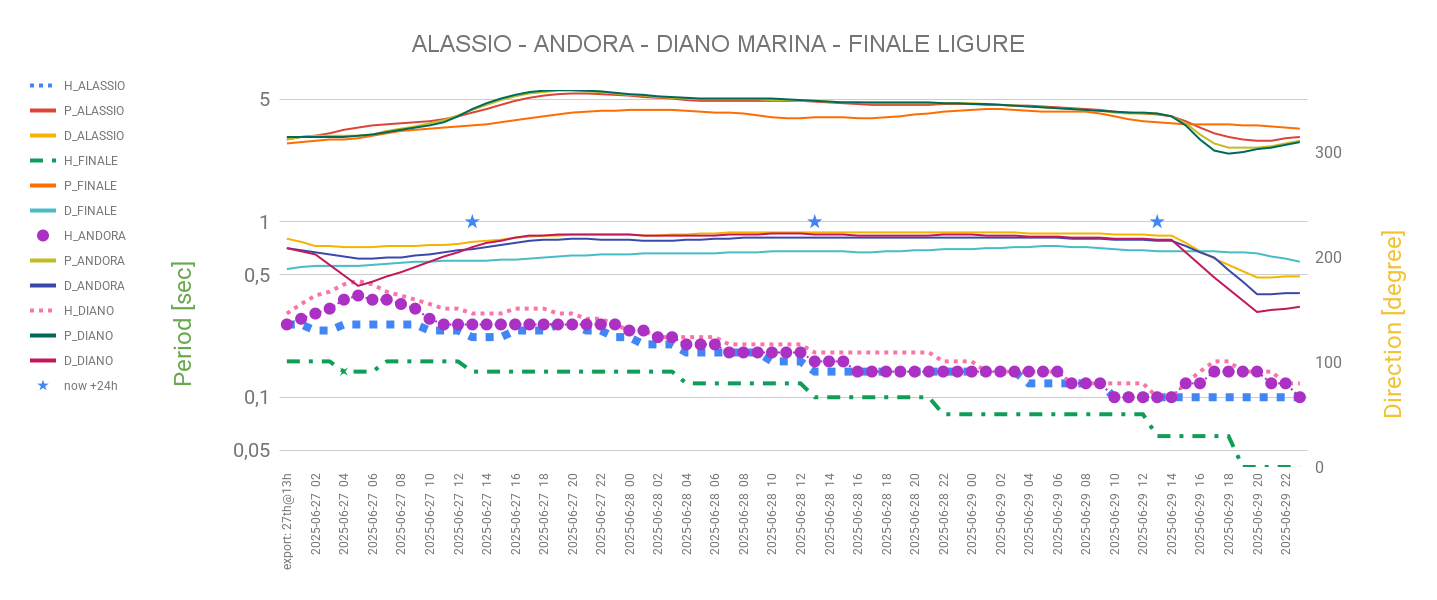 ALASSIO - ANDORA - DIANO MARINA - FINALE LIGURE
H_ALASSIO
P_ALASSIO
D_ALASSIO
H_FINALE
P_FINALE
D_FINALE
H_ANDORA
P_ANDORA
D_ANDORA
H_DIANO
P_DIANO
D_DIANO
now +24h
Period [sec]
5
1
0,5
0,1
0,05
300
200
100
0
Direction [degree]
export: 27th@13h
2025-06-27 02
2025-06-27 04
2025-06-27 06
2025-06-27 08
2025-06-27 10
2025-06-27 12
2025-06-27 14
2025-06-27 16
2025-06-27 18
2025-06-27 20
2025-06-27 22
2025-06-28 00
2025-06-28 02
2025-06-28 04
2025-06-28 06
2025-06-28 08
2025-06-28 10
2025-06-28 12
2025-06-28 14
2025-06-28 16
2025-06-28 18
2025-06-28 20
2025-06-28 22
2025-06-29 00
2025-06-29 02
2025-06-29 04
2025-06-29 06
2025-06-29 08
2025-06-29 10
2025-06-29 12
2025-06-29 14
2025-06-29 16
2025-06-29 18
2025-06-29 20
2025-06-29 22